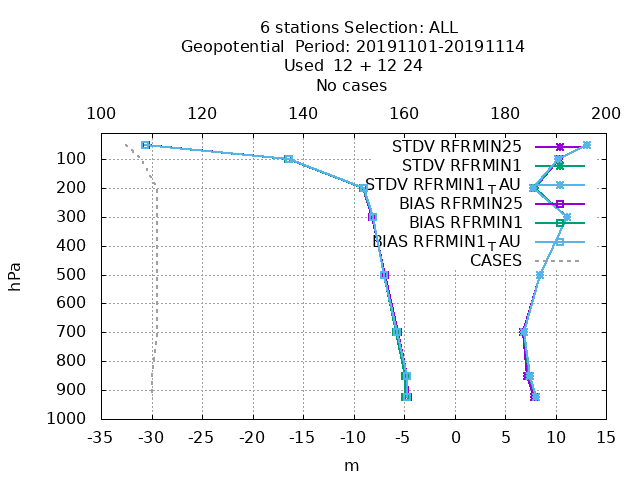 6 stations Selection: ALL
Geopotential  Period: 20191101-20191114
Used  12 + 12 24
No cases
100 120 140 160 180 200
STDV RFRMIN25
STDV RFRMIN1
STDV RFRMIN1TAU
BIAS RFRMIN25
BIAS RFRMIN1
BIAS RFRMIN1TAU
CASES
100
200
300
400
500
600
700
800
900
1000
hPa
-35 -30 -25 -20 -15 -10 -5 0 5 10 15
m